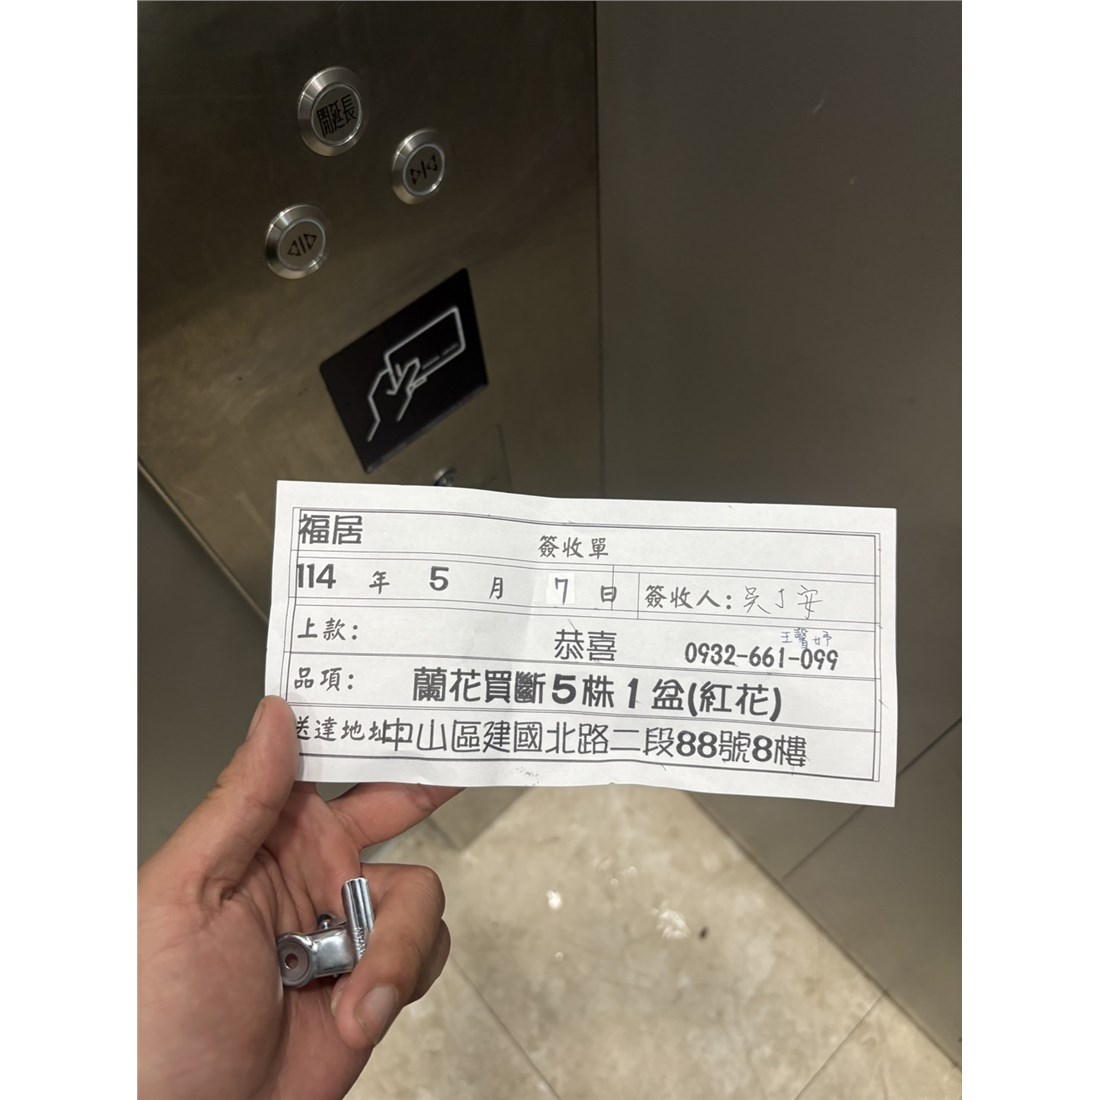 開延長
福居
簽收單
114 年 5 月 7 日 簽收人:吳丁安
王馨妤
上款: 恭喜 0932-661-099
品項: 蘭花買斷5株1盆(紅花)
送達地址:中山區建國北路二段88號8樓